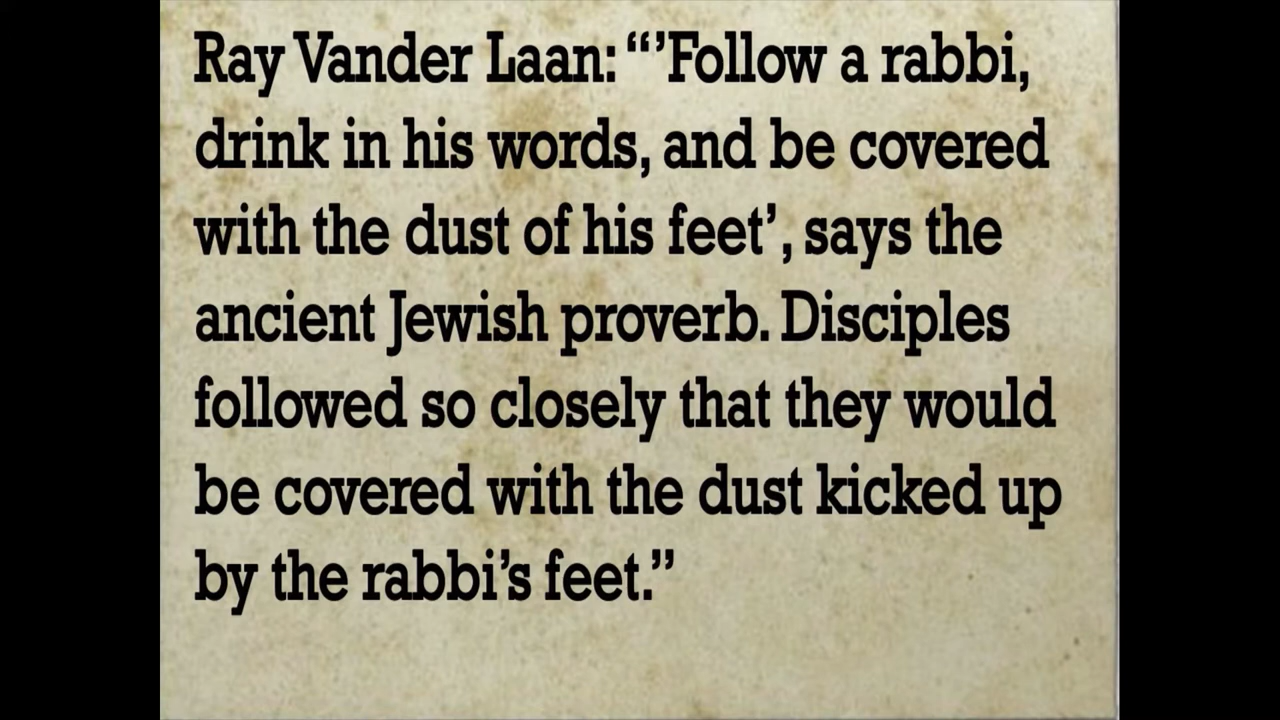 Ray Vander Laan: “’Follow a rabbi,
drink in his words, and be covered
with the dust of his feet’, says the
ancient Jewish proverb. Disciples
followed so closely that they would
be covered with the dust kicked up
by the rabbi’s feet.”